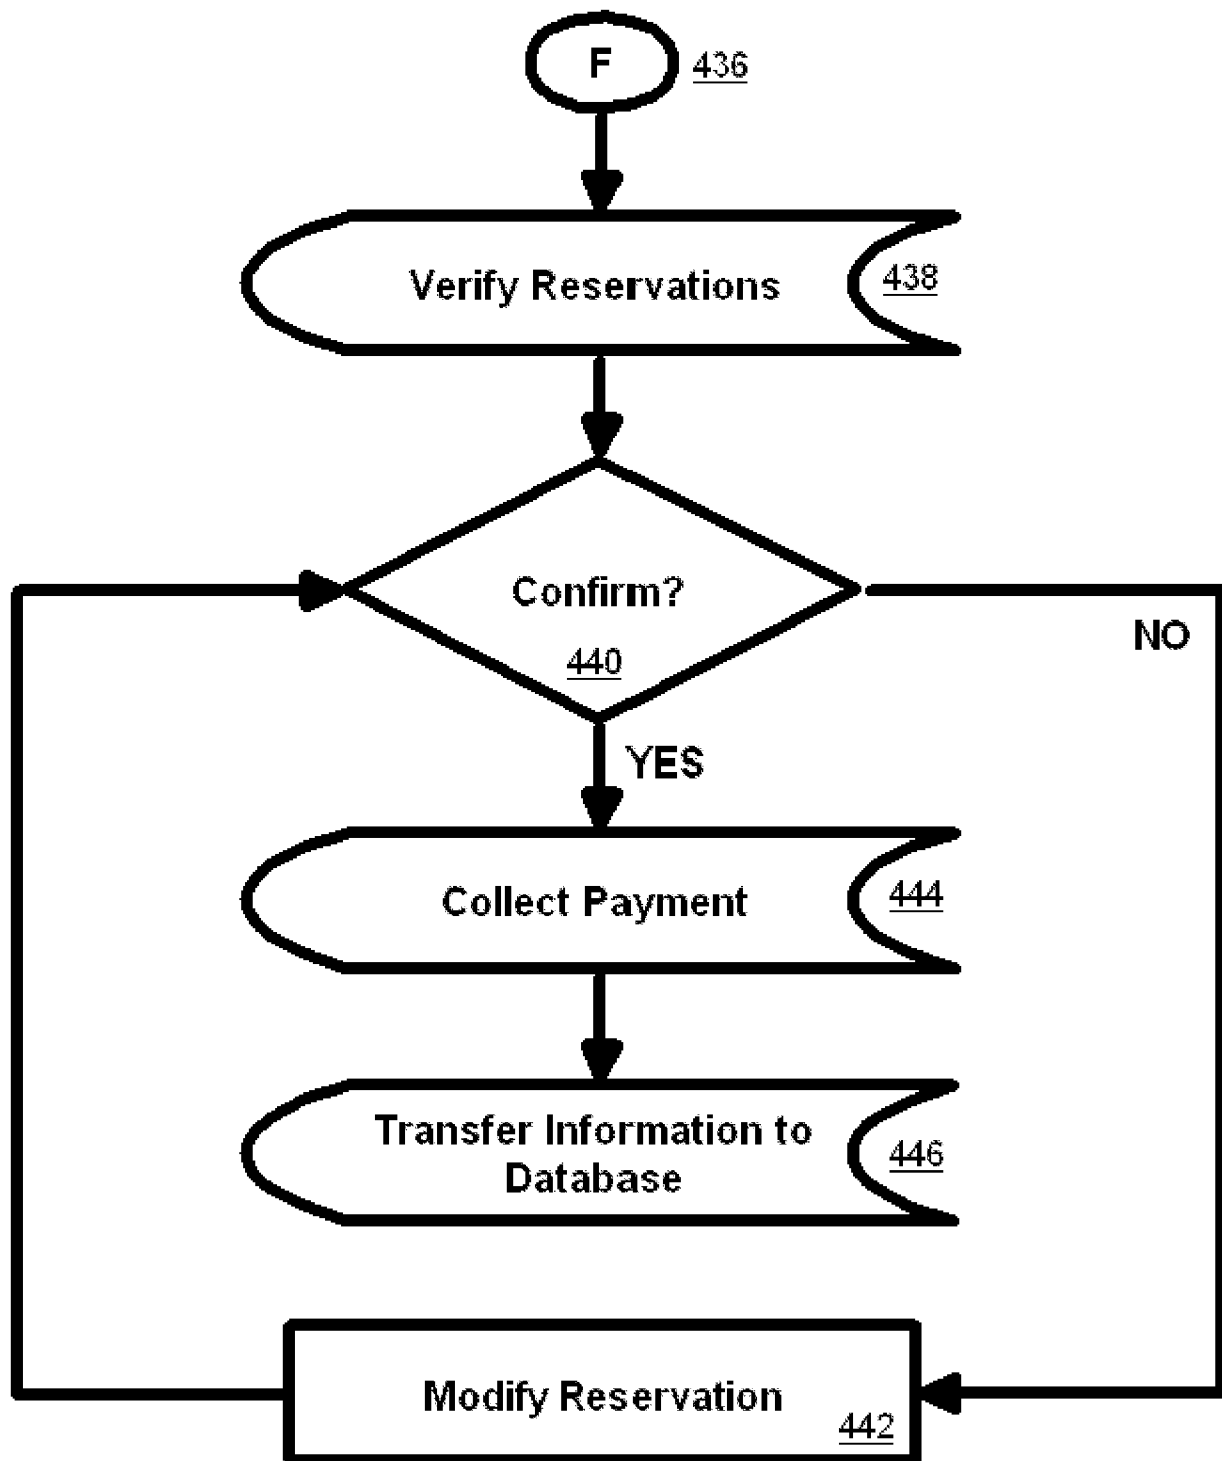 F
436
Verify Reservations
438
Confirm?
440
NO
YES
Collect Payment
444
Transfer Information to
Database
446
Modify Reservation
442